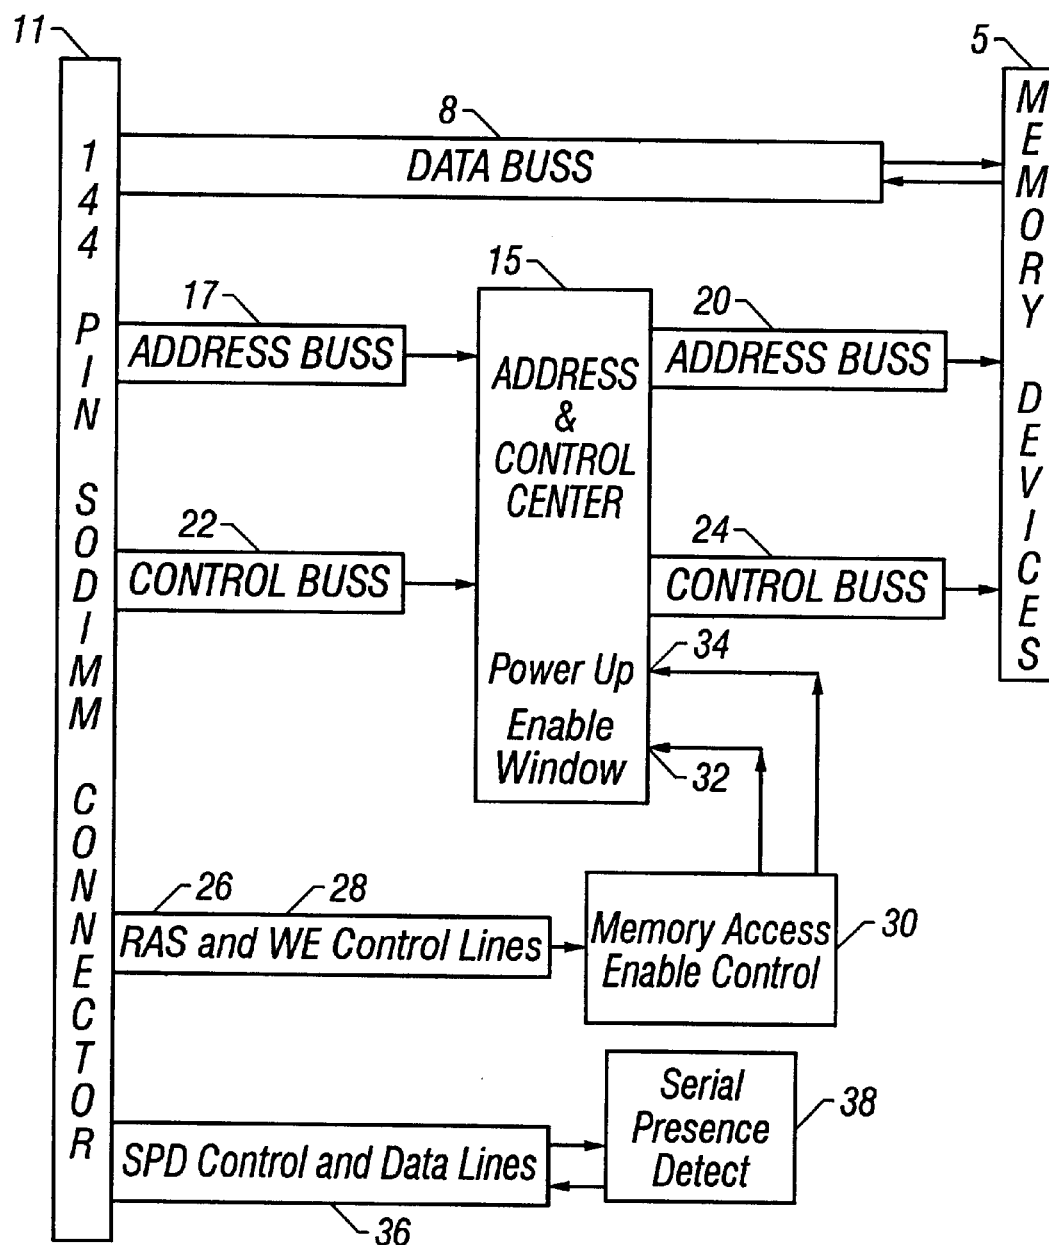 11
5
144 PIN SODIMM CONNECTOR
8
DATA BUSS
MEMORY DEVICES
17
ADDRESS BUSS
15
ADDRESS
&
CONTROL
CENTER
20
ADDRESS BUSS
22
CONTROL BUSS
24
CONTROL BUSS
Power Up
34
Enable
Window
32
26
28
RAS and WE Control Lines
Memory Access
Enable Control
30
SPD Control and Data Lines
36
Serial
Presence
Detect
38